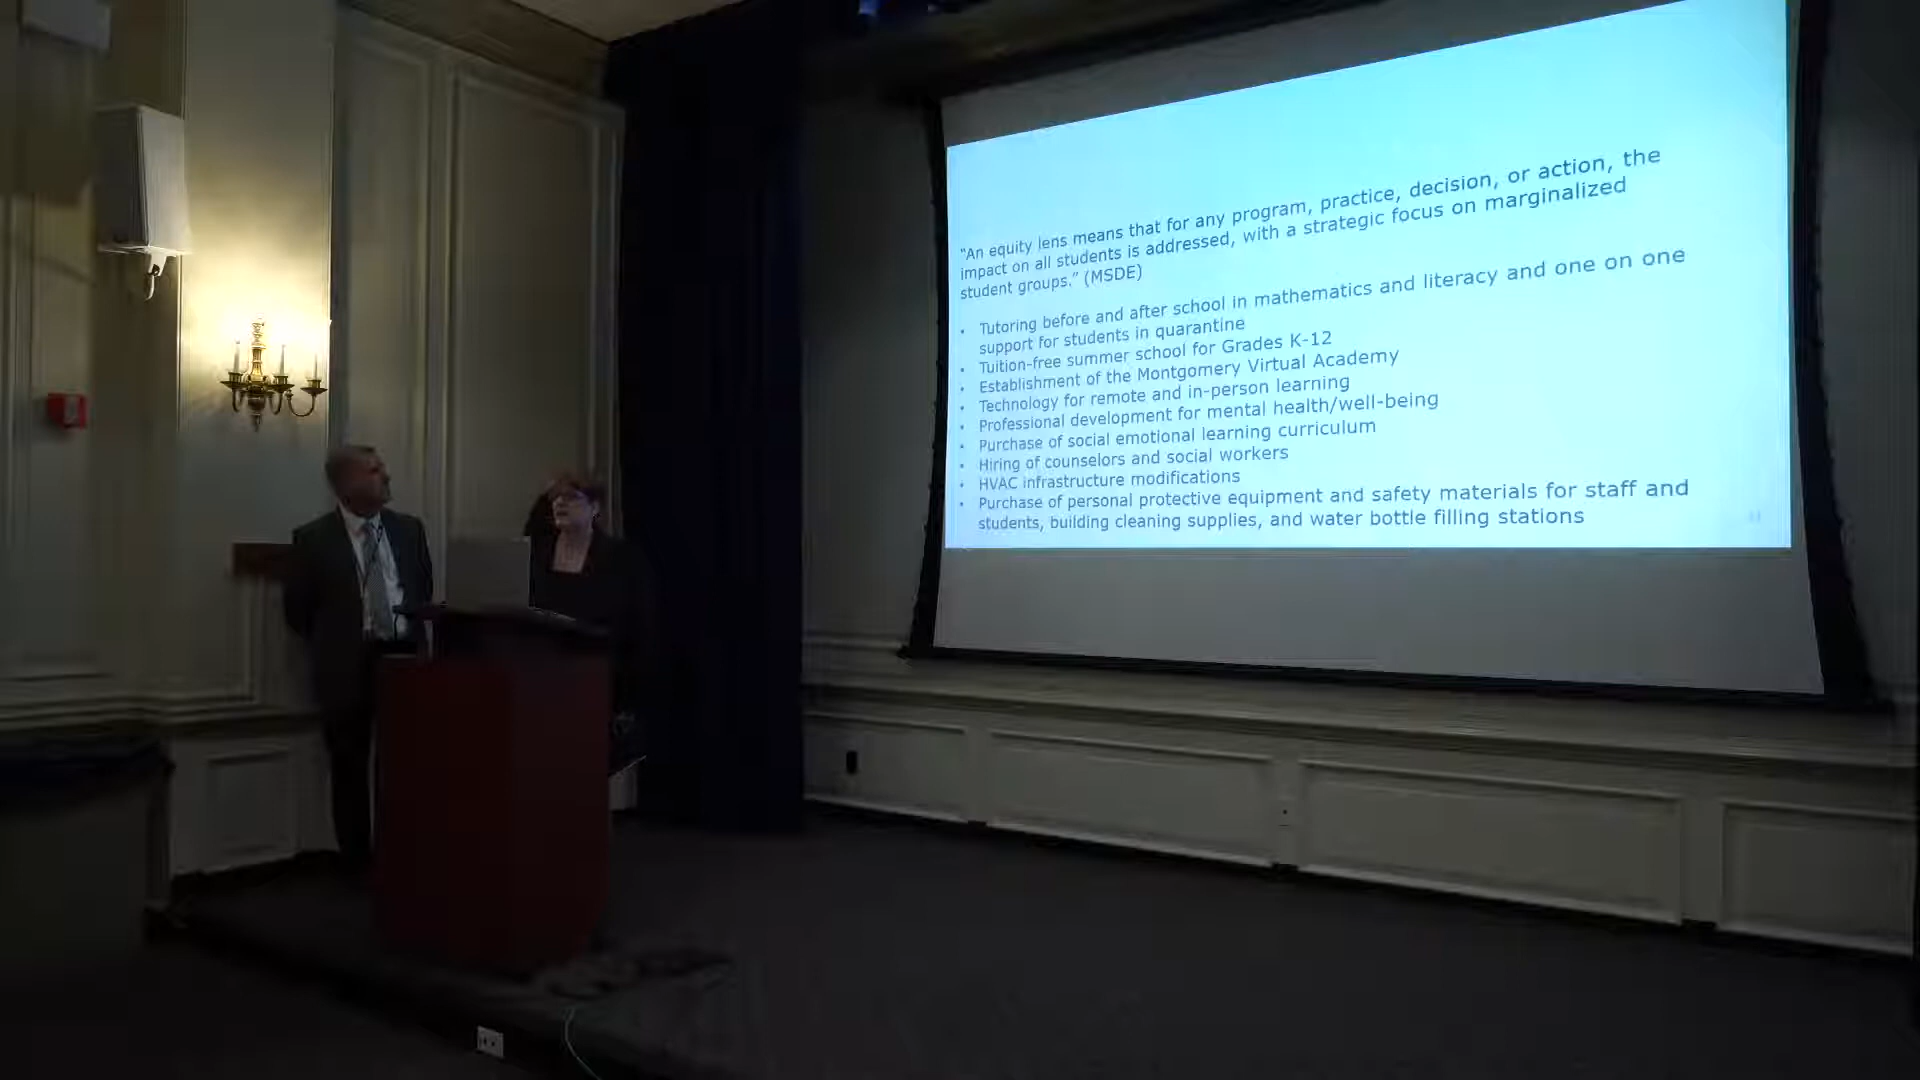 “An equity lens means that for any program, practice, decision, or action, the
impact on all students is addressed, with a strategic focus on marginalized
student groups.” (MSDE)
• Tutoring before and after school in mathematics and literacy and one on one
support for students in quarantine
• Tuition-free summer school for Grades K-12
• Establishment of the Montgomery Virtual Academy
• Technology for remote and in-person learning
• Professional development for mental health/well-being
• Purchase of social emotional learning curriculum
• Hiring of counselors and social workers
• HVAC infrastructure modifications
• Purchase of personal protective equipment and safety materials for staff and
students, building cleaning supplies, and water bottle filling stations